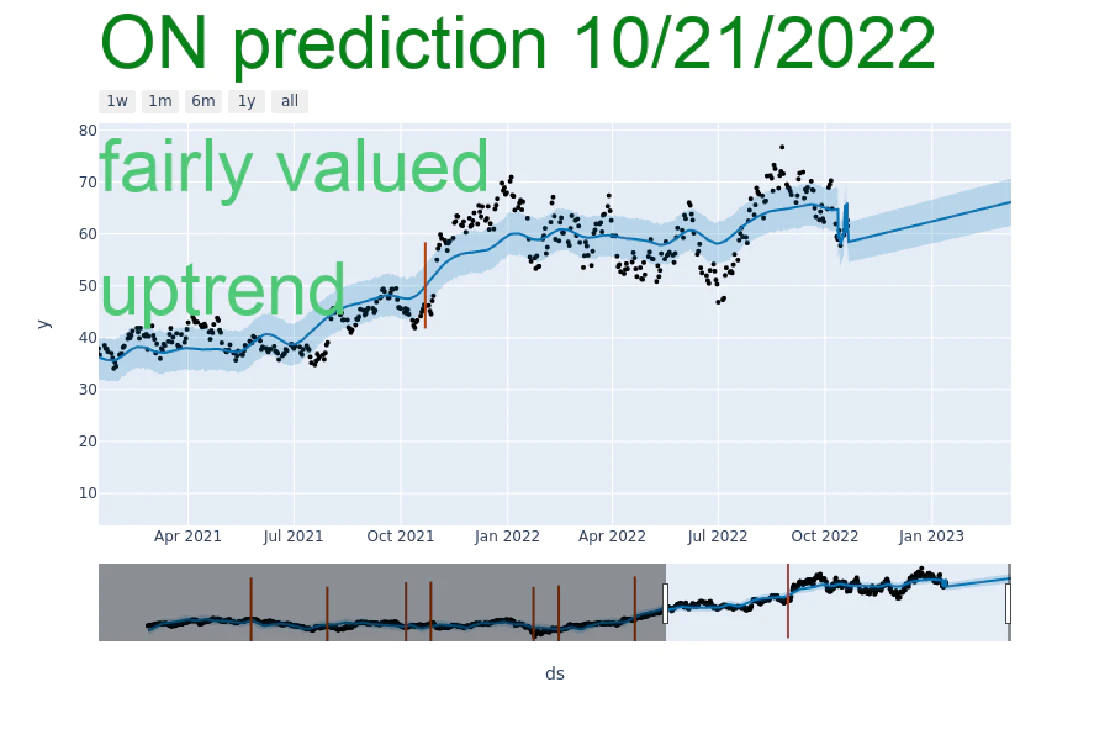 ON prediction 10/21/2022
1w 1m 6m 1y all
80
fairly valued
70
60
uptrend
50
y
40
30
20
10
Apr 2021 Jul 2021 Oct 2021 Jan 2022 Apr 2022 Jul 2022 Oct 2022 Jan 2023
ds